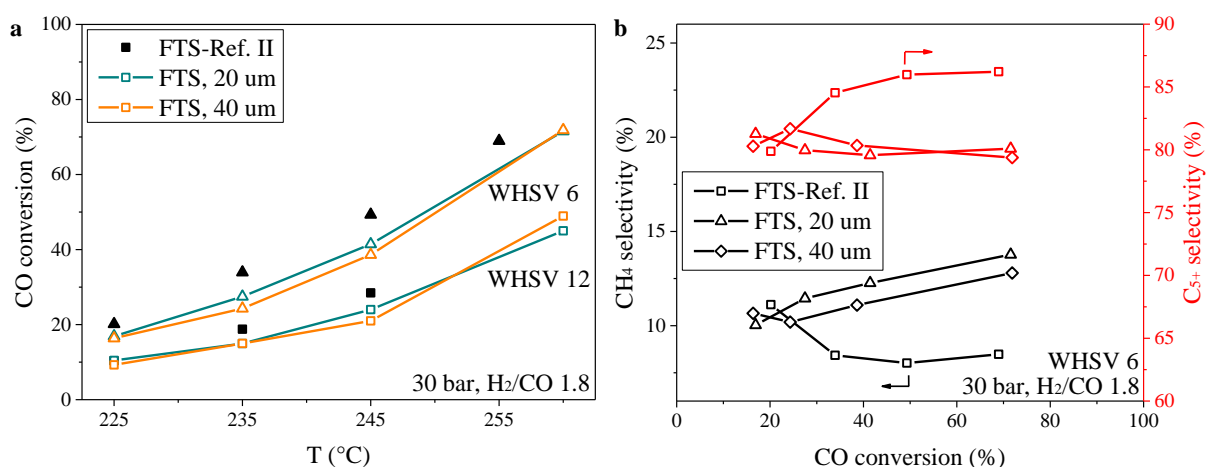 a
100
80
60
40
20
0
CO conversion (%)
FTS-Ref. II
FTS, 20 um
FTS, 40 um
WHSV 6
WHSV 12
30 bar, H2/CO 1.8
225
235
245
255
T (°C)
b
25
20
15
10
CH4 selectivity (%)
FTS-Ref. II
FTS, 20 um
FTS, 40 um
WHSV 6
30 bar, H2/CO 1.8
0
20
40
60
80
100
CO conversion (%)
90
85
80
75
70
65
60
C5+ selectivity (%)